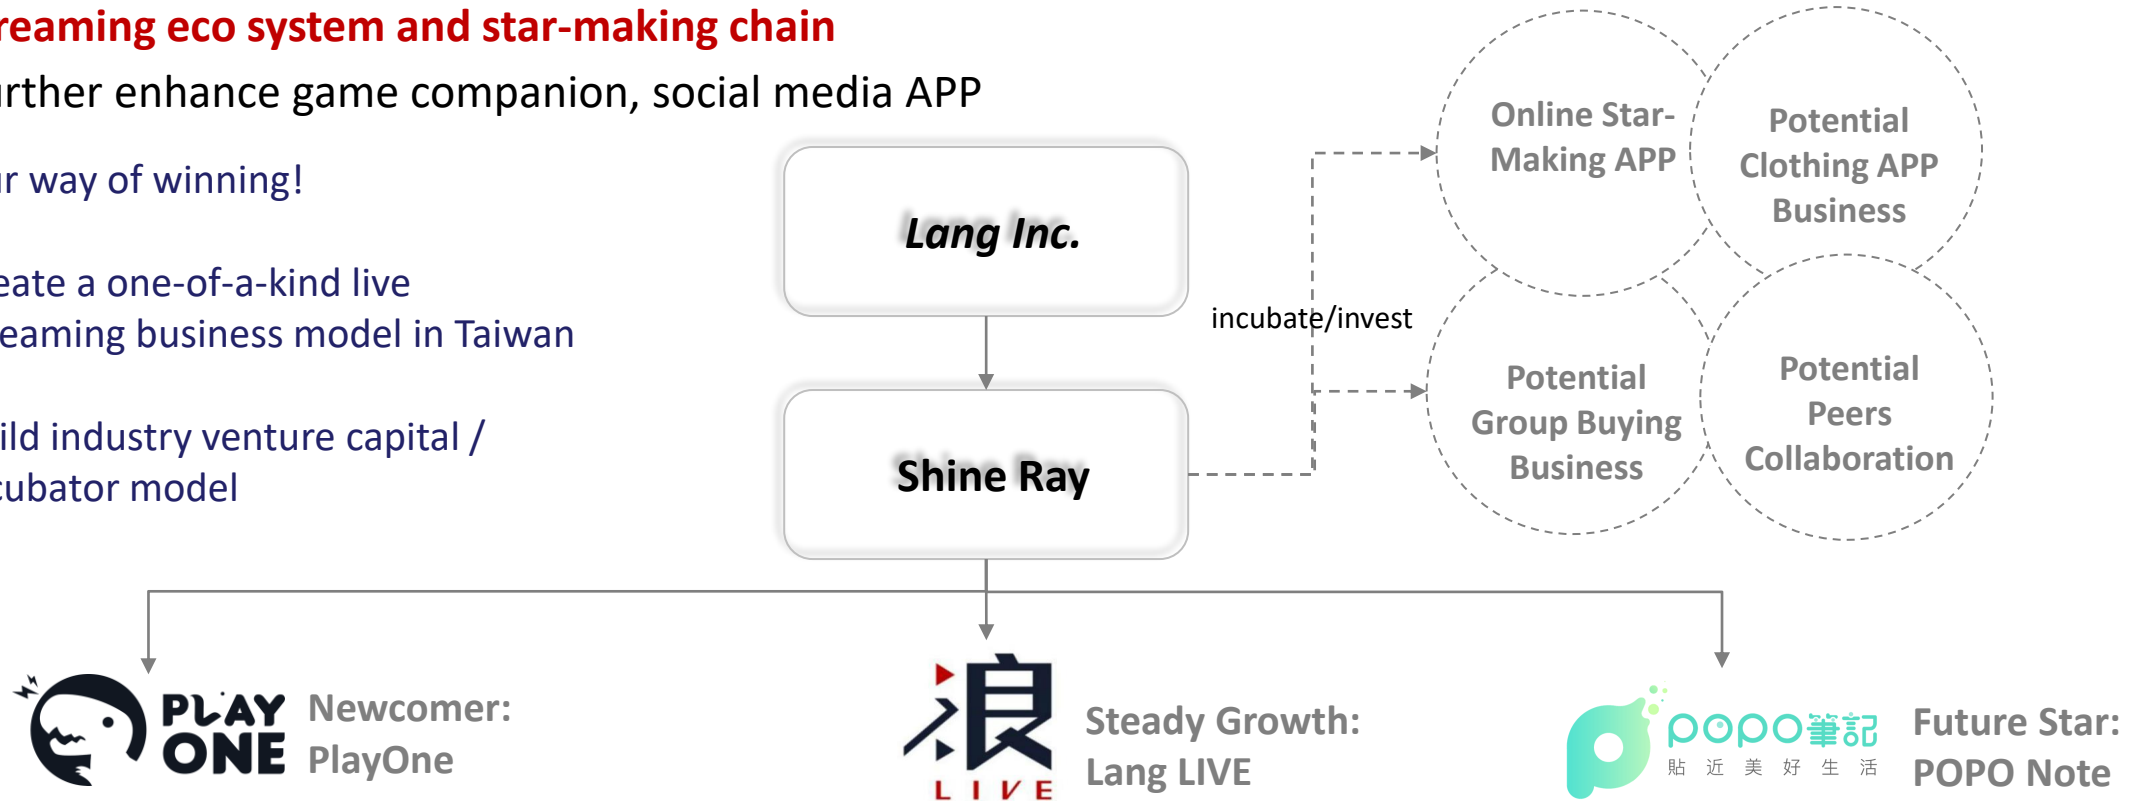 reaming eco system and star-making chain
urther enhance game companion, social media APP
ur way of winning!
eate a one-of-a-kind live
eaming business model in Taiwan
ild industry venture capital /
cubator model
Lang Inc.
Shine Ray
incubate/invest
Online Star-
Making APP
Potential
Clothing APP
Business
Potential
Group Buying
Business
Potential
Peers
Collaboration
PLAY
ONE
Newcomer:
PlayOne
浪
LIVE
Steady Growth:
Lang LIVE
popo筆記
貼近美好生活
Future Star:
POPO Note